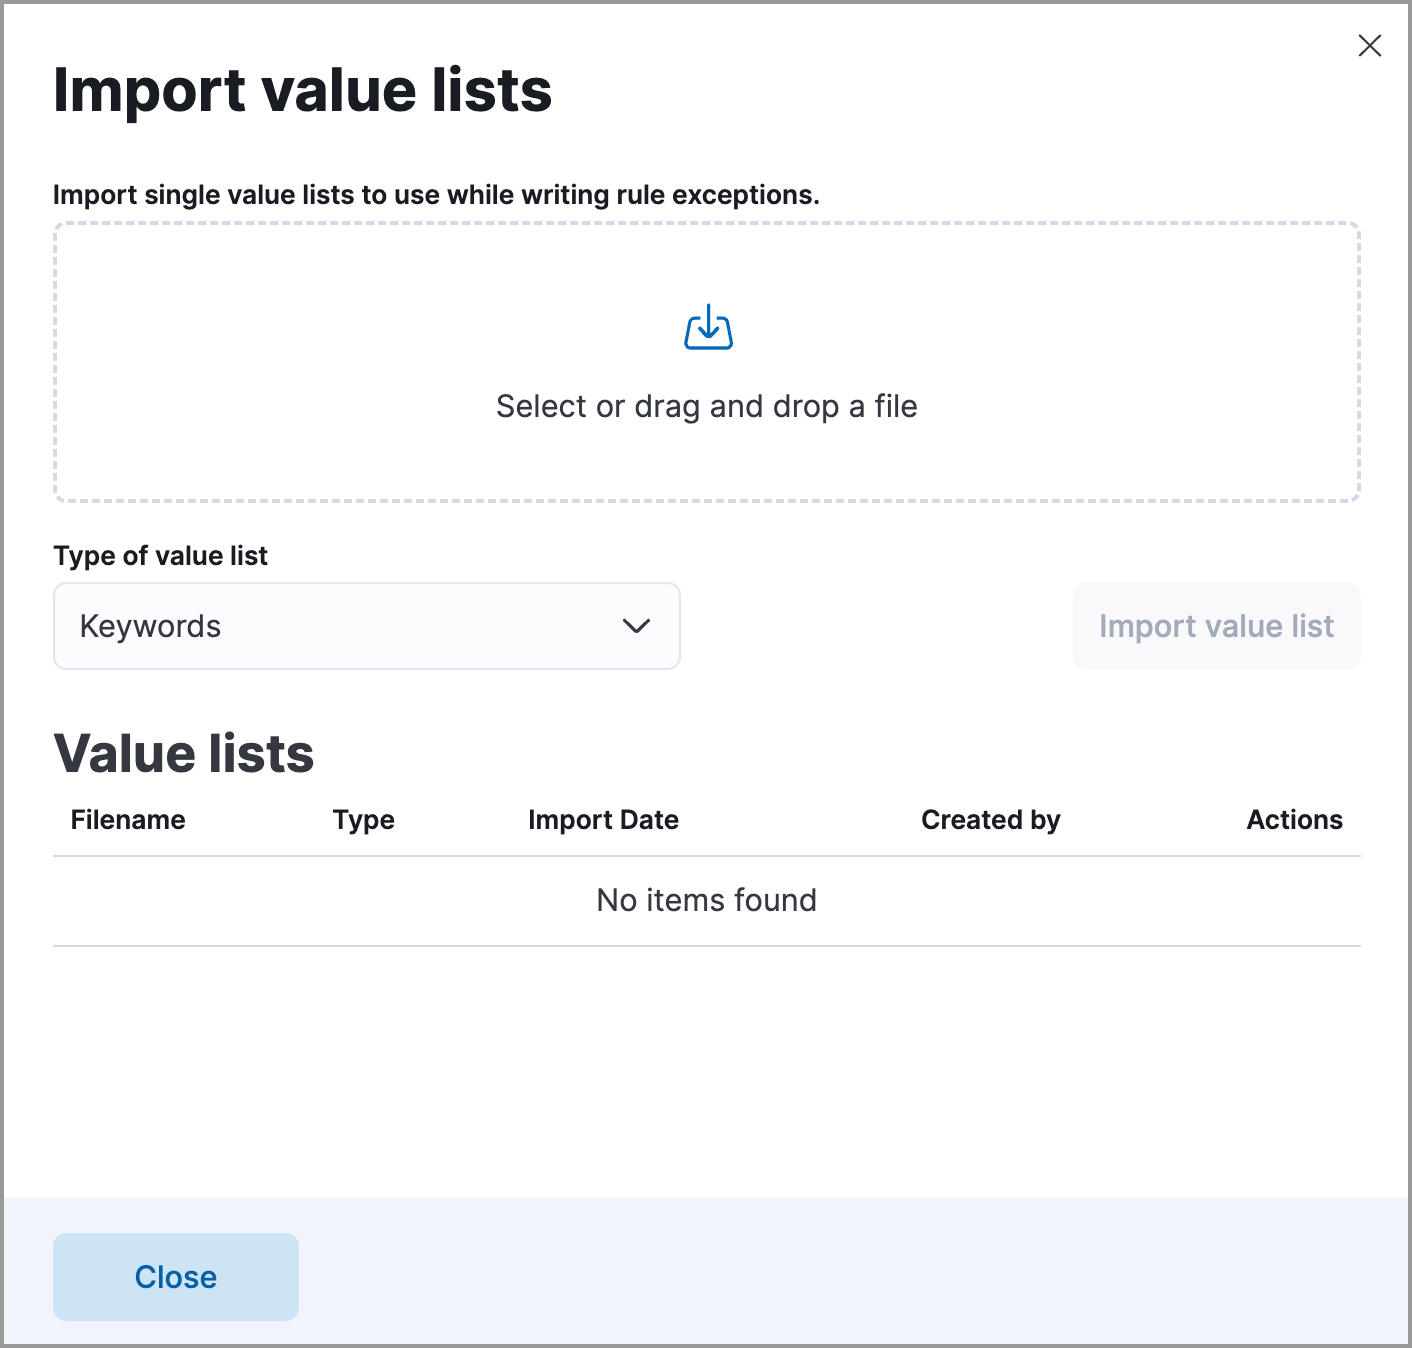 Import value lists
Import single value lists to use while writing rule exceptions.
Select or drag and drop a file
Type of value list
Keywords
Import value list
Value lists
Filename Type Import Date Created by Actions
No items found
Close